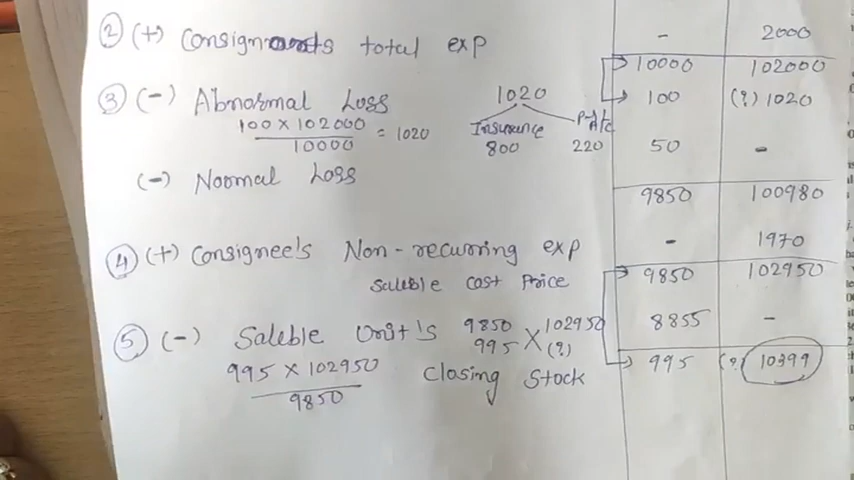 ② (+) Consignments total exp - 2000
10000 102000
③ (-) Abnormal Loss 1020 100 (?) 1020
100 x 102000 / 10000 = 1020 Insurance 800 P&L A/c 220
(-) Normal Loss 50 -
9850 100980
④ (+) Consignee's Non-recurring exp - 1970
Saleble Cost Price 9850 102950
⑤ (-) Saleble Unit's 9850 995 X 102950 (?) 8855 -
995 x 102950 / 9850 Closing Stock 995 (?) 10399